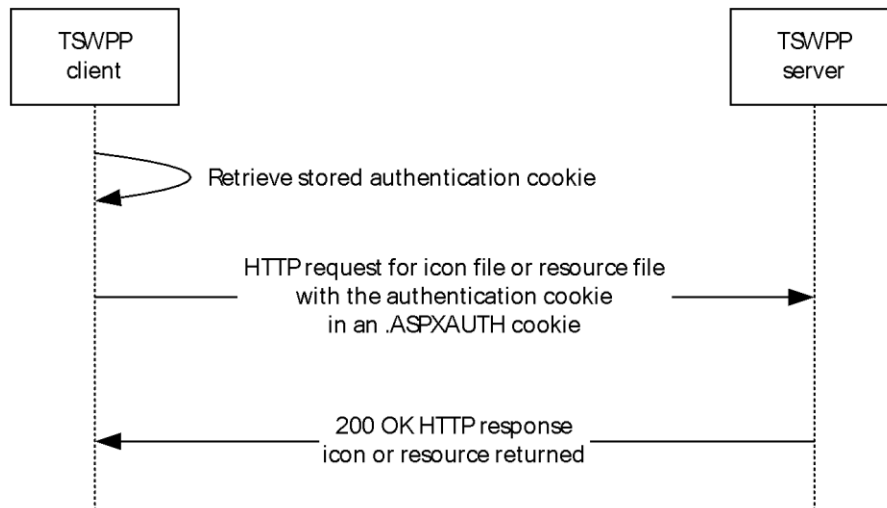 TSWPP
client
TSWPP
server
Retrieve stored authentication cookie
HTTP request for icon file or resource file
with the authentication cookie
in an .ASPXAUTH cookie
200 OK HTTP response
icon or resource returned